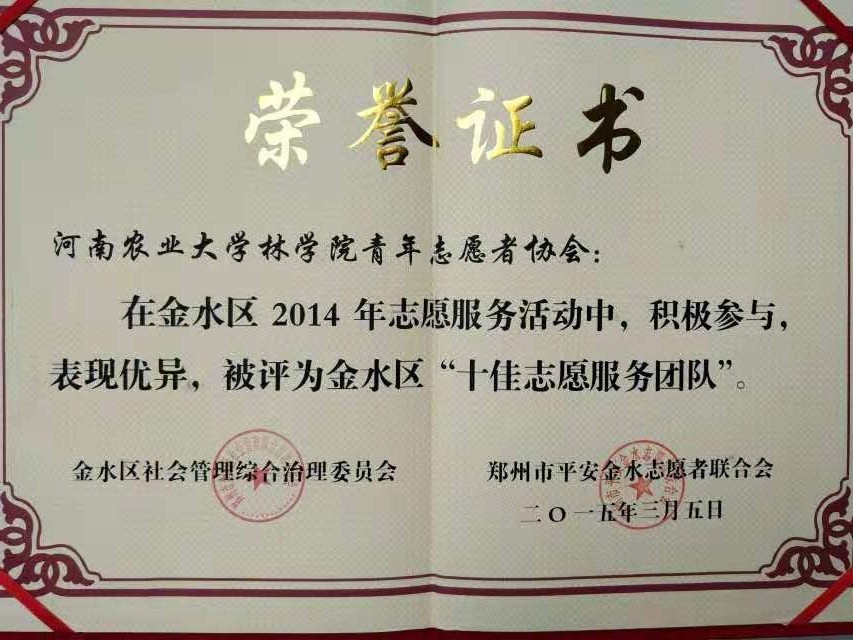 荣誉证书
河南农业大学林学院青年志愿者协会：
在金水区 2014 年志愿服务活动中，积极参与，
表现优异，被评为金水区“十佳志愿服务团队”。
金水区社会管理综合治理委员会
郑州市平安金水志愿者联合会
二〇一五年三月五日